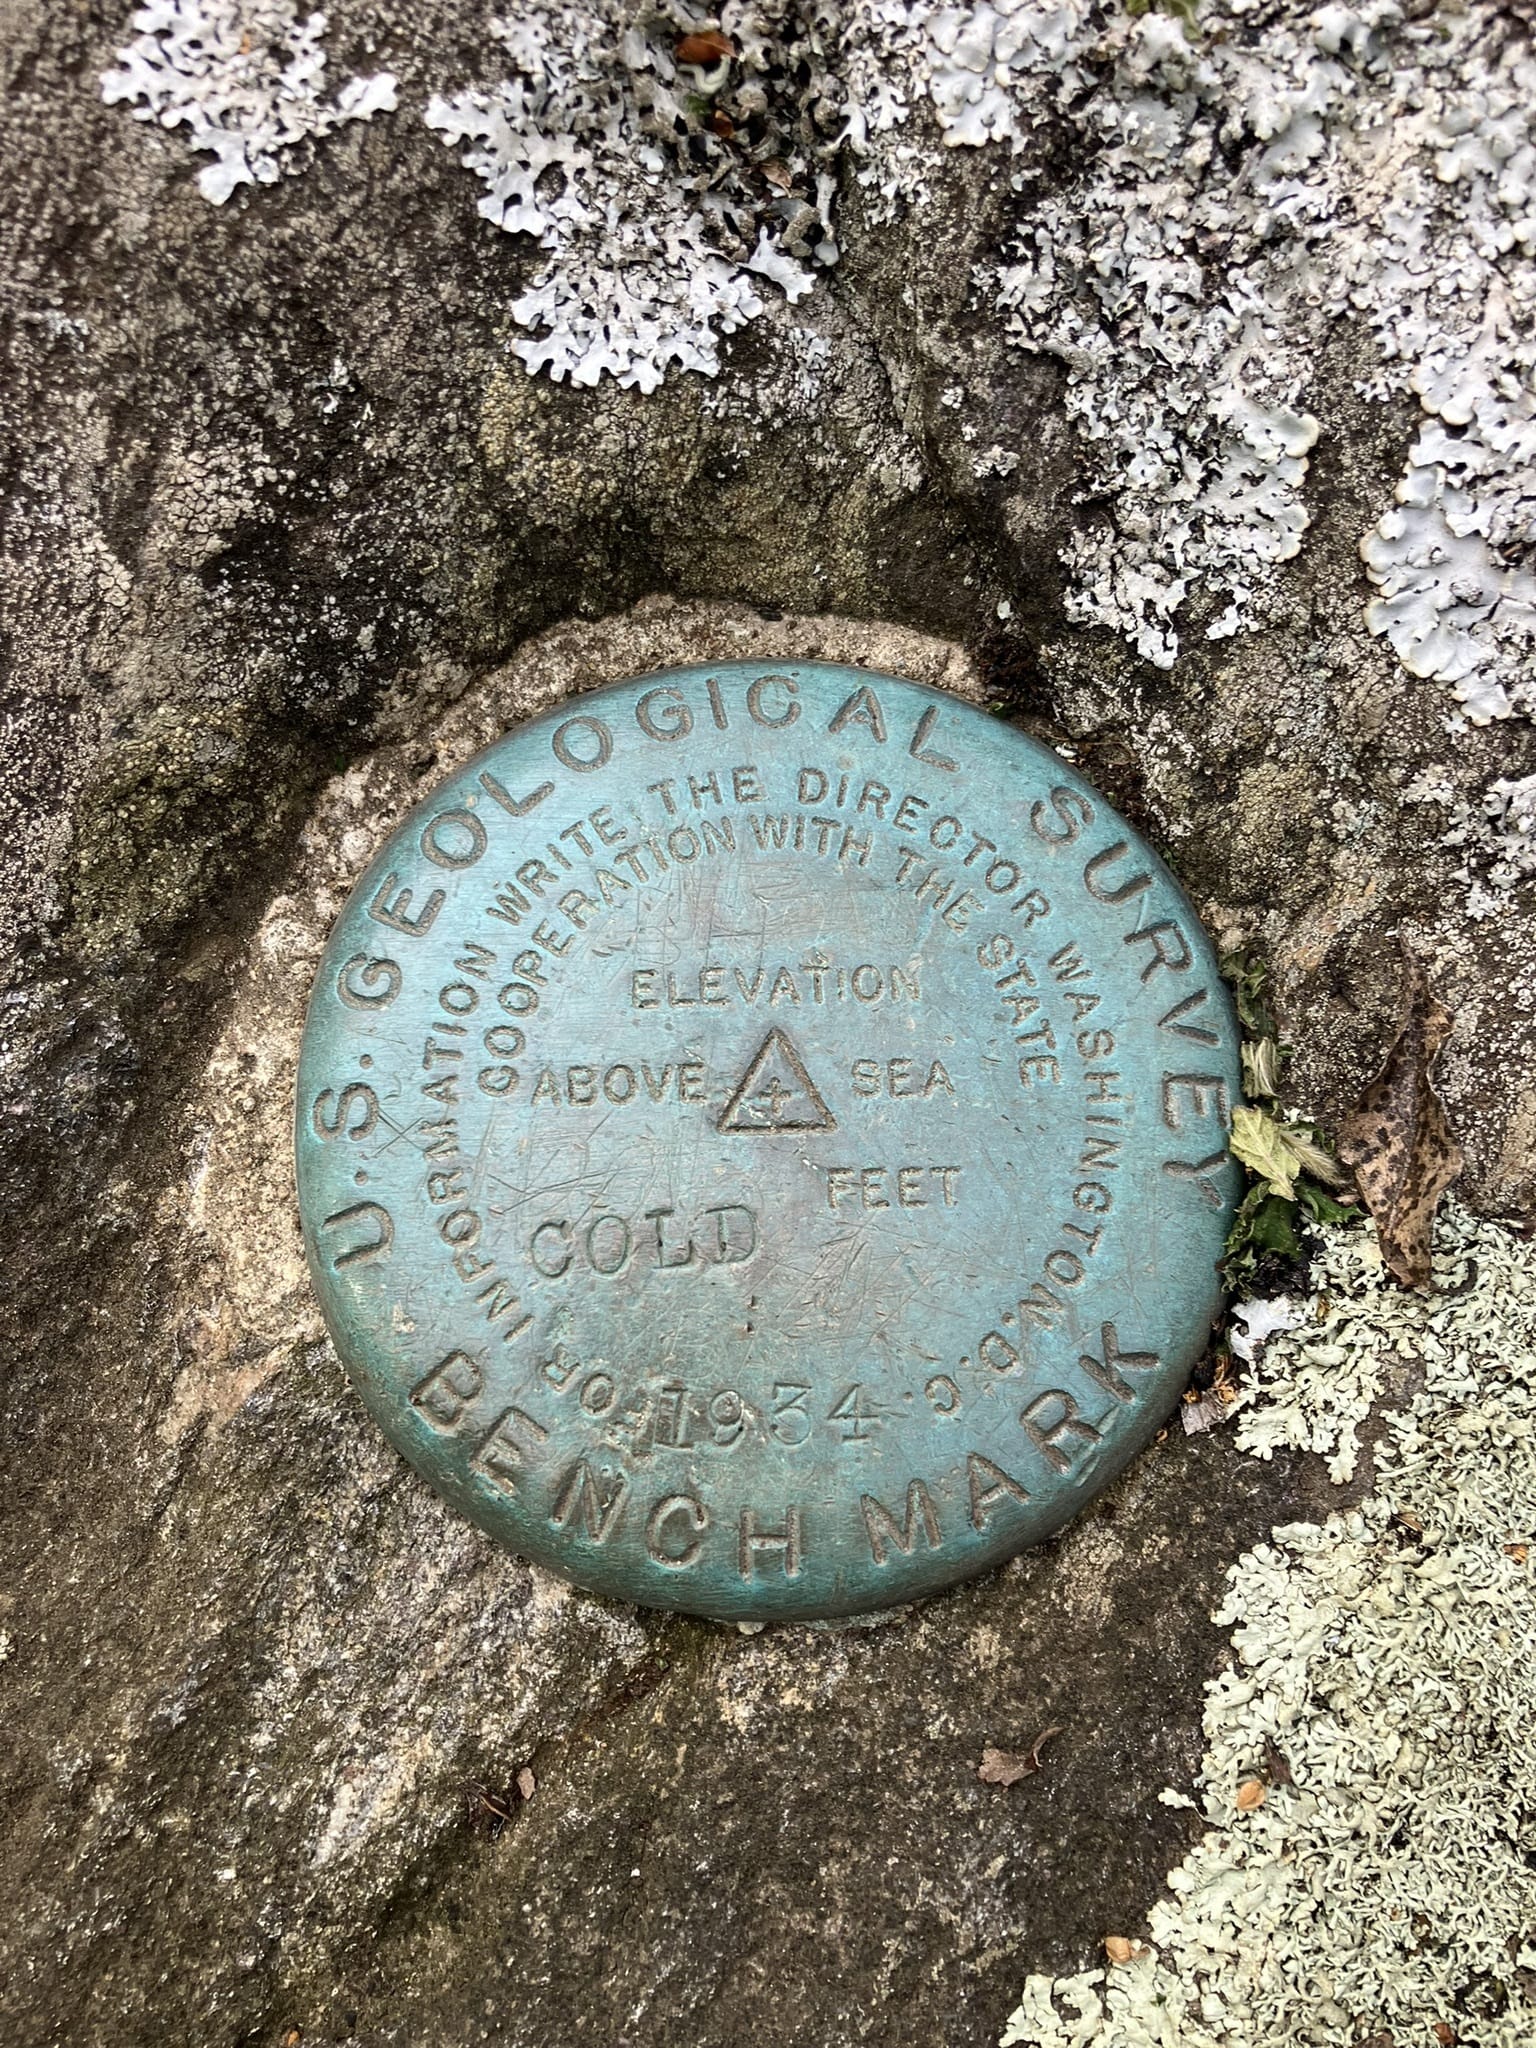 U.S. GEOLOGICAL SURVEY
FOR INFORMATION WRITE THE DIRECTOR WASHINGTON, D.C.
COOPERATION WITH THE STATE
ELEVATION
ABOVE SEA
FEET
COLD
1934
BENCH MARK